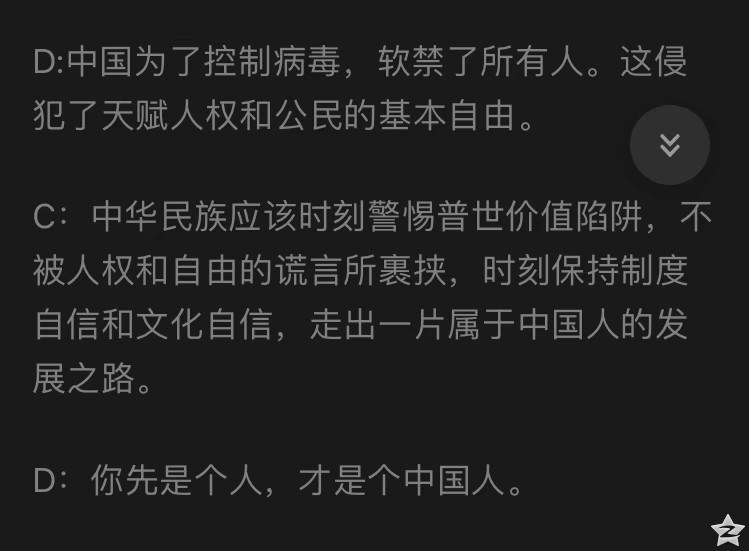 D:中国为了控制病毒，软禁了所有人。这侵
犯了天赋人权和公民的基本自由。
C：中华民族应该时刻警惕普世价值陷阱，不
被人权和自由的谎言所裹挟，时刻保持制度
自信和文化自信，走出一片属于中国人的发
展之路。
D：你先是个人，才是个中国人。